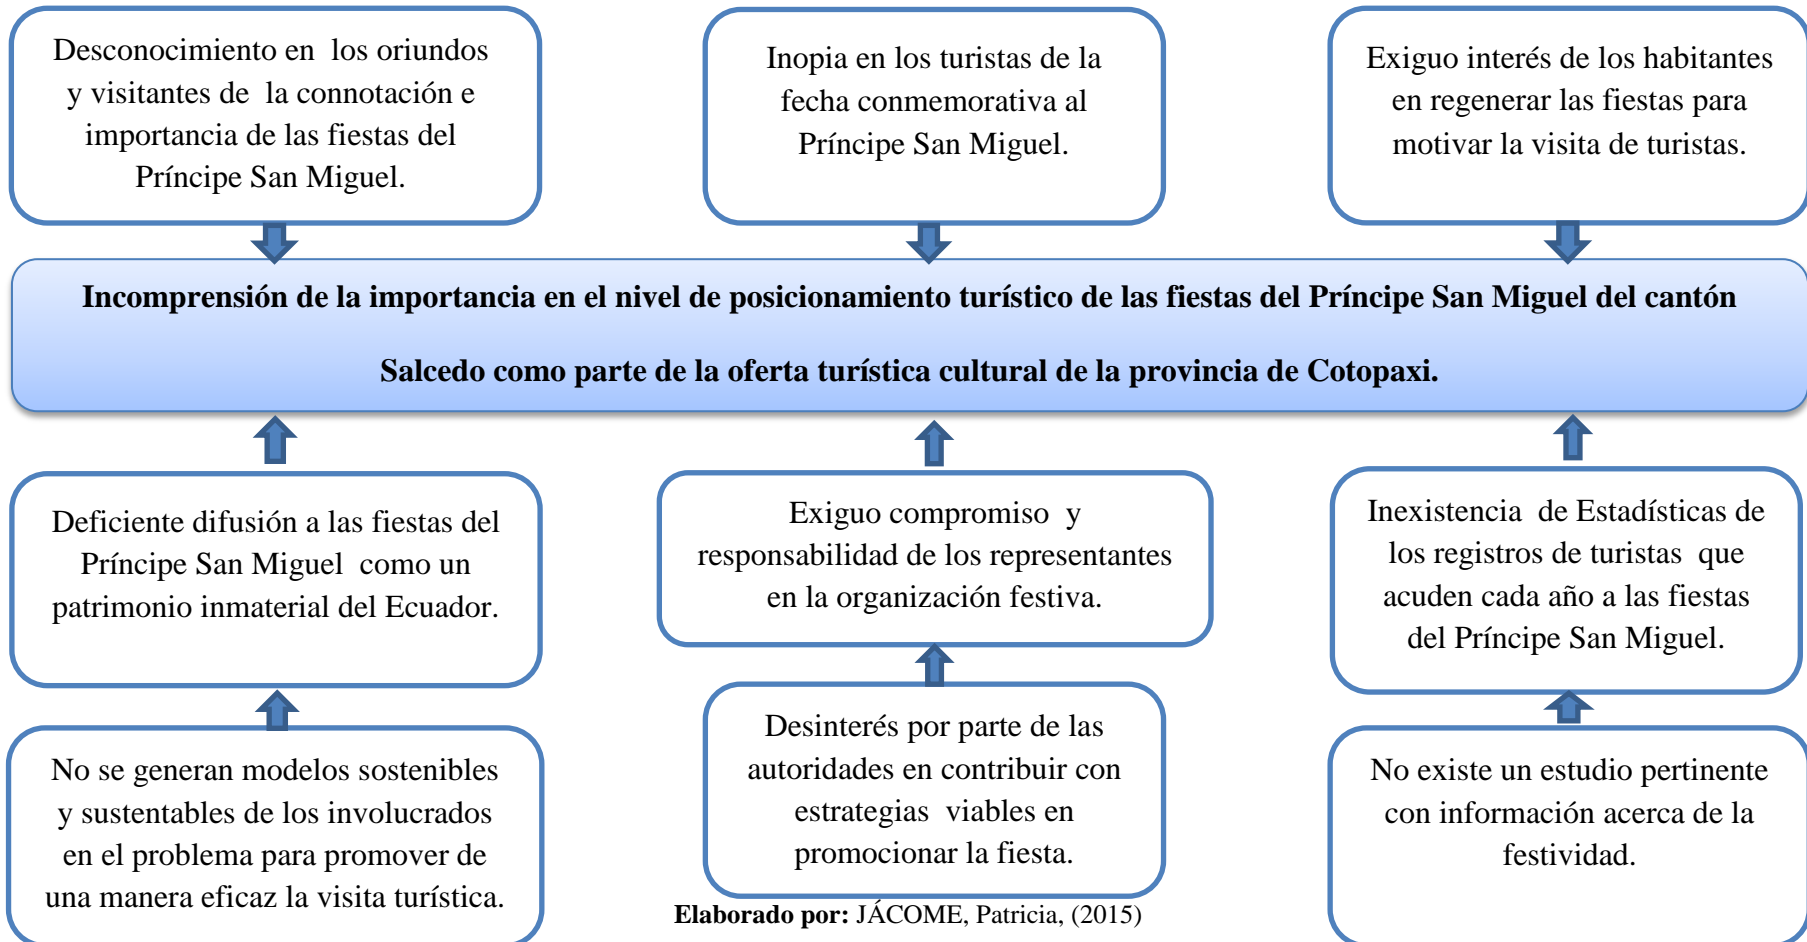 Desconocimiento en los oriundos
y visitantes de la connotación e
importancia de las fiestas del
Príncipe San Miguel.
Inopia en los turistas de la
fecha conmemorativa al
Príncipe San Miguel.
Exiguo interés de los habitantes
en regenerar las fiestas para
motivar la visita de turistas.
Incomprensión de la importancia en el nivel de posicionamiento turístico de las fiestas del Príncipe San Miguel del cantón
Salcedo como parte de la oferta turística cultural de la provincia de Cotopaxi.
Deficiente difusión a las fiestas del
Príncipe San Miguel como un
patrimonio inmaterial del Ecuador.
Exiguo compromiso y
responsabilidad de los representantes
en la organización festiva.
Inexistencia de Estadísticas de
los registros de turistas que
acuden cada año a las fiestas
del Príncipe San Miguel.
No se generan modelos sostenibles
y sustentables de los involucrados
en el problema para promover de
una manera eficaz la visita turística.
Desinterés por parte de las
autoridades en contribuir con
estrategias viables en
promocionar la fiesta.
No existe un estudio pertinente
con información acerca de la
festividad.
Elaborado por: JÁCOME, Patricia, (2015)